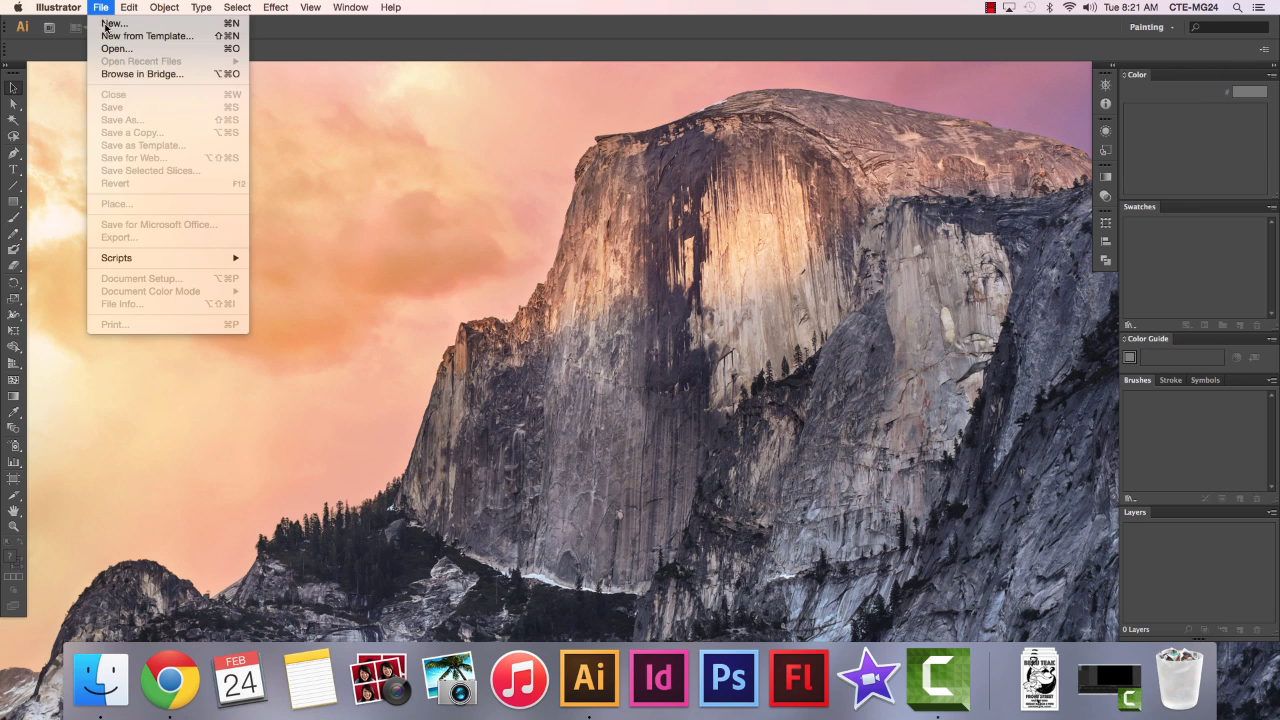 Illustrator File Edit Object Type Select Effect View Window Help Tue 8:21 AM CTE-MG24
Ai Painting
New... ⌘N
New from Template... ⇧⌘N
Open... ⌘O
Open Recent Files
Browse in Bridge... ⌥⌘O
Close ⌘W
Save ⌘S
Save As... ⇧⌘S
Save a Copy... ⌥⌘S
Save as Template...
Save for Web... ⌥⇧⌘S
Save Selected Slices...
Revert F12
Place...
Save for Microsoft Office...
Export...
Scripts
Document Setup... ⌥⌘P
Document Color Mode
File Info... ⌥⇧⌘I
Print... ⌘P
Color
#
Swatches
Color Guide
Brushes Stroke Symbols
Layers
0 Layers
FEB
24
Ai Id Ps Fl C